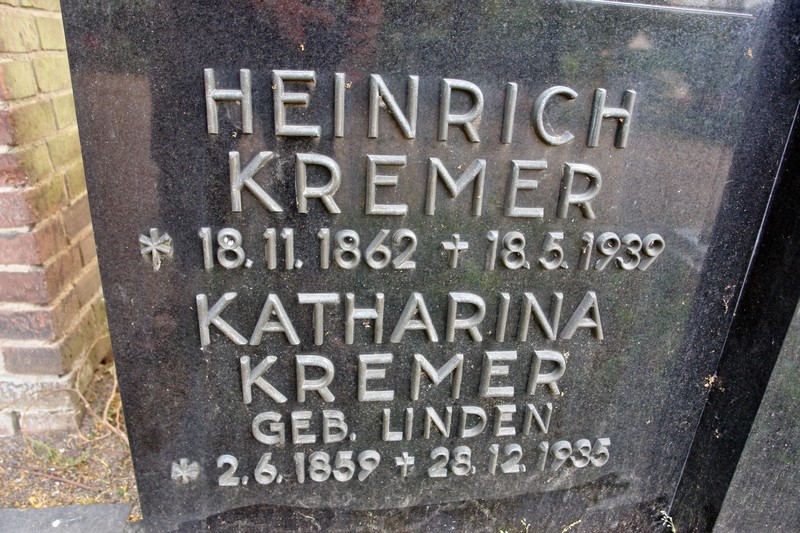 HEINRICH
KREMER
* 18.11.1862 † 18.5.1939
KATHARINA
KREMER
GEB. LINDEN
* 2.6.1859 † 28.12.1935